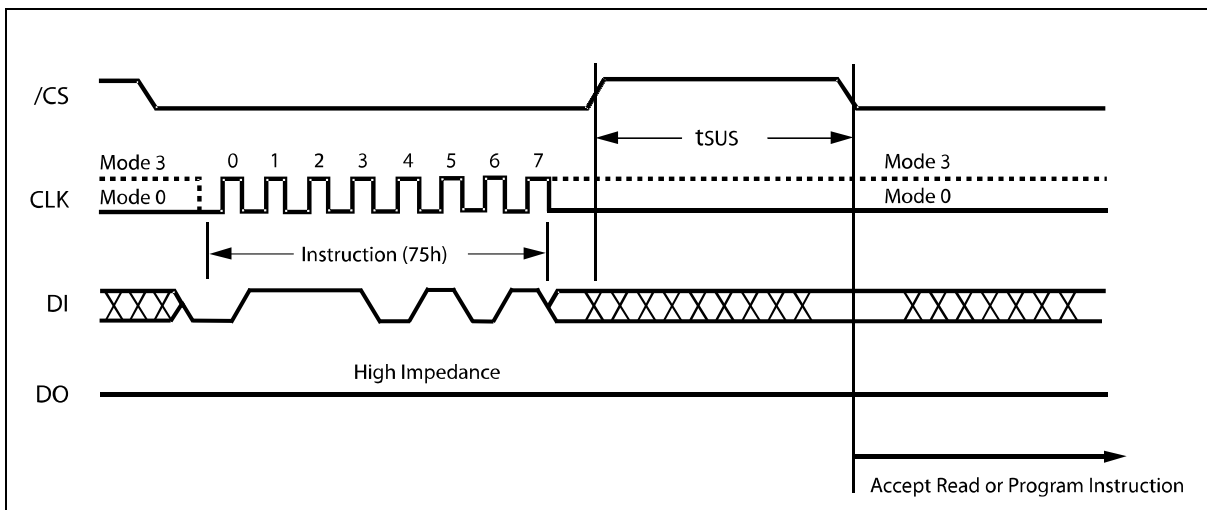 /CS
tSUS
Mode 3 0 1 2 3 4 5 6 7 Mode 3
CLK Mode 0 Mode 0
Instruction (75h)
DI
High Impedance
DO
Accept Read or Program Instruction